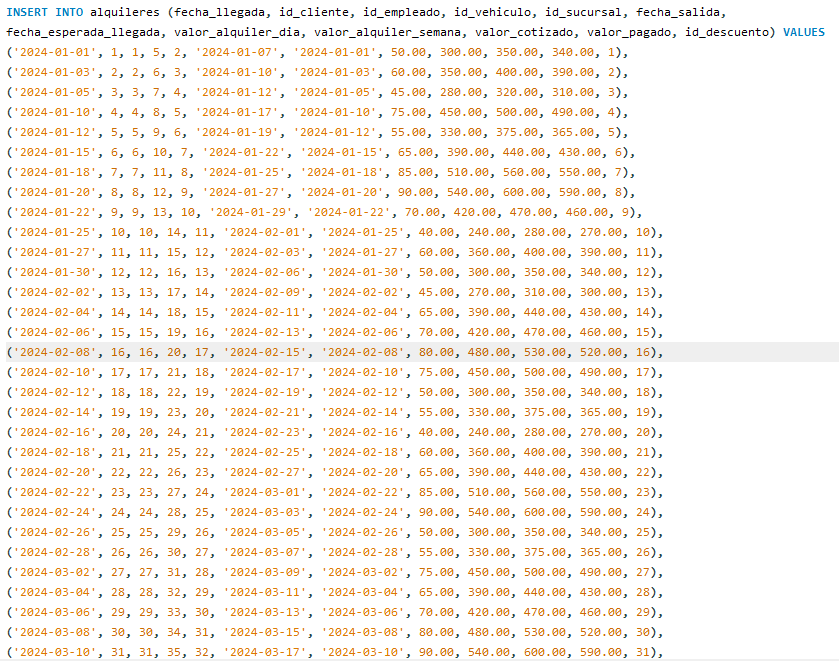 INSERT INTO alquileres (fecha_llegada, id_cliente, id_empleado, id_vehiculo, id_sucursal, fecha_salida,
fecha_esperada_llegada, valor_alquiler_dia, valor_alquiler_semana, valor_cotizado, valor_pagado, id_descuento) VALUES
('2024-01-01', 1, 1, 5, 2, '2024-01-07', '2024-01-01', 50.00, 300.00, 350.00, 340.00, 1),
('2024-01-03', 2, 2, 6, 3, '2024-01-10', '2024-01-03', 60.00, 350.00, 400.00, 390.00, 2),
('2024-01-05', 3, 3, 7, 4, '2024-01-12', '2024-01-05', 45.00, 280.00, 320.00, 310.00, 3),
('2024-01-10', 4, 4, 8, 5, '2024-01-17', '2024-01-10', 75.00, 450.00, 500.00, 490.00, 4),
('2024-01-12', 5, 5, 9, 6, '2024-01-19', '2024-01-12', 55.00, 330.00, 375.00, 365.00, 5),
('2024-01-15', 6, 6, 10, 7, '2024-01-22', '2024-01-15', 65.00, 390.00, 440.00, 430.00, 6),
('2024-01-18', 7, 7, 11, 8, '2024-01-25', '2024-01-18', 85.00, 510.00, 560.00, 550.00, 7),
('2024-01-20', 8, 8, 12, 9, '2024-01-27', '2024-01-20', 90.00, 540.00, 600.00, 590.00, 8),
('2024-01-22', 9, 9, 13, 10, '2024-01-29', '2024-01-22', 70.00, 420.00, 470.00, 460.00, 9),
('2024-01-25', 10, 10, 14, 11, '2024-02-01', '2024-01-25', 40.00, 240.00, 280.00, 270.00, 10),
('2024-01-27', 11, 11, 15, 12, '2024-02-03', '2024-01-27', 60.00, 360.00, 400.00, 390.00, 11),
('2024-01-30', 12, 12, 16, 13, '2024-02-06', '2024-01-30', 50.00, 300.00, 350.00, 340.00, 12),
('2024-02-02', 13, 13, 17, 14, '2024-02-09', '2024-02-02', 45.00, 270.00, 310.00, 300.00, 13),
('2024-02-04', 14, 14, 18, 15, '2024-02-11', '2024-02-04', 65.00, 390.00, 440.00, 430.00, 14),
('2024-02-06', 15, 15, 19, 16, '2024-02-13', '2024-02-06', 70.00, 420.00, 470.00, 460.00, 15),
('2024-02-08', 16, 16, 20, 17, '2024-02-15', '2024-02-08', 80.00, 480.00, 530.00, 520.00, 16),
('2024-02-10', 17, 17, 21, 18, '2024-02-17', '2024-02-10', 75.00, 450.00, 500.00, 490.00, 17),
('2024-02-12', 18, 18, 22, 19, '2024-02-19', '2024-02-12', 50.00, 300.00, 350.00, 340.00, 18),
('2024-02-14', 19, 19, 23, 20, '2024-02-21', '2024-02-14', 55.00, 330.00, 375.00, 365.00, 19),
('2024-02-16', 20, 20, 24, 21, '2024-02-23', '2024-02-16', 40.00, 240.00, 280.00, 270.00, 20),
('2024-02-18', 21, 21, 25, 22, '2024-02-25', '2024-02-18', 60.00, 360.00, 400.00, 390.00, 21),
('2024-02-20', 22, 22, 26, 23, '2024-02-27', '2024-02-20', 65.00, 390.00, 440.00, 430.00, 22),
('2024-02-22', 23, 23, 27, 24, '2024-03-01', '2024-02-22', 85.00, 510.00, 560.00, 550.00, 23),
('2024-02-24', 24, 24, 28, 25, '2024-03-03', '2024-02-24', 90.00, 540.00, 600.00, 590.00, 24),
('2024-02-26', 25, 25, 29, 26, '2024-03-05', '2024-02-26', 50.00, 300.00, 350.00, 340.00, 25),
('2024-02-28', 26, 26, 30, 27, '2024-03-07', '2024-02-28', 55.00, 330.00, 375.00, 365.00, 26),
('2024-03-02', 27, 27, 31, 28, '2024-03-09', '2024-03-02', 75.00, 450.00, 500.00, 490.00, 27),
('2024-03-04', 28, 28, 32, 29, '2024-03-11', '2024-03-04', 65.00, 390.00, 440.00, 430.00, 28),
('2024-03-06', 29, 29, 33, 30, '2024-03-13', '2024-03-06', 70.00, 420.00, 470.00, 460.00, 29),
('2024-03-08', 30, 30, 34, 31, '2024-03-15', '2024-03-08', 80.00, 480.00, 530.00, 520.00, 30),
('2024-03-10', 31, 31, 35, 32, '2024-03-17', '2024-03-10', 90.00, 540.00, 600.00, 590.00, 31),